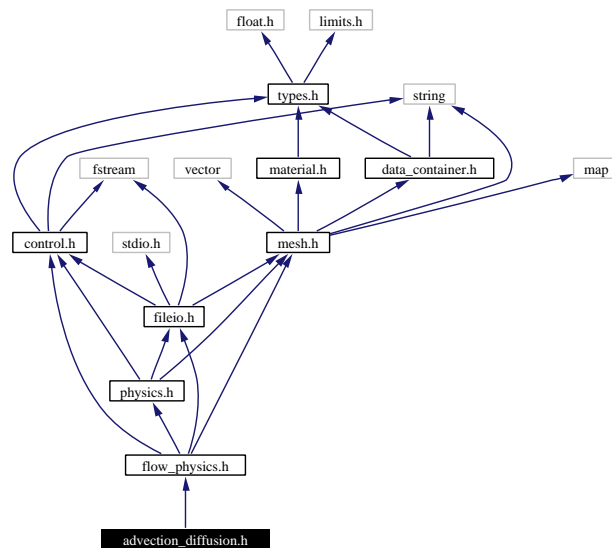 float.h
limits.h
types.h
string
fstream
vector
material.h
data_container.h
map
control.h
stdio.h
mesh.h
fileio.h
physics.h
flow_physics.h
advection_diffusion.h